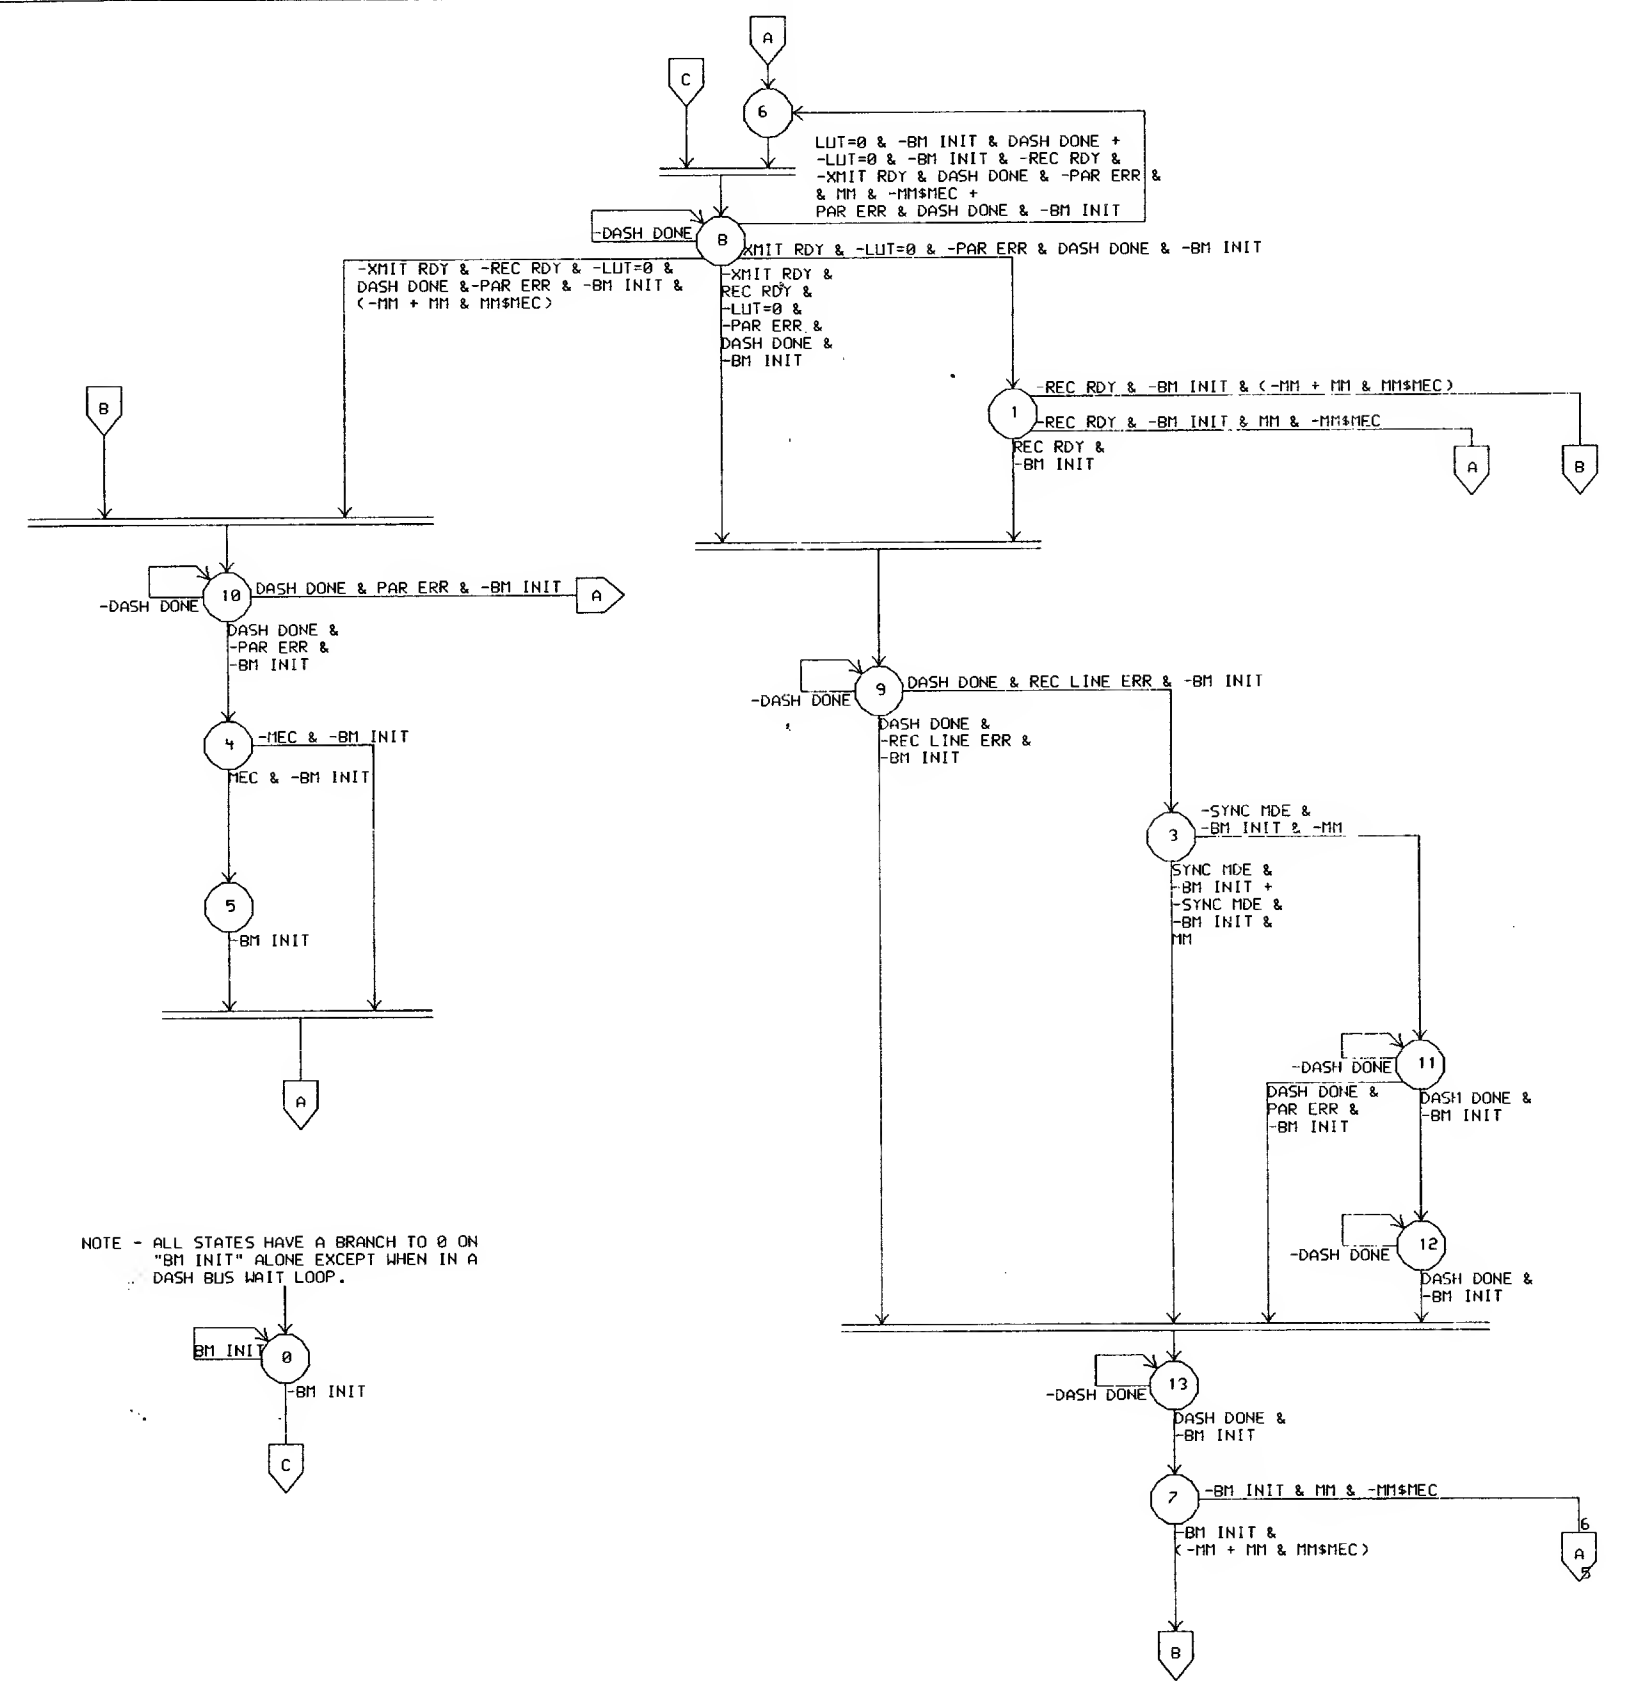 A
C
6
LUT=0 & -BM INIT & DASH DONE +
-LUT=0 & -BM INIT & -REC RDY &
-XMIT RDY & DASH DONE & -PAR ERR &
& MM & -MM$MEC +
PAR ERR & DASH DONE & -BM INIT
-DASH DONE
8
XMIT RDY & -LUT=0 & -PAR ERR & DASH DONE & -BM INIT
-XMIT RDY & -REC RDY & -LUT=0 &
DASH DONE &-PAR ERR & -BM INIT &
(-MM + MM & MM$MEC)
-XMIT RDY &
REC RDY &
-LUT=0 &
-PAR ERR &
DASH DONE &
-BM INIT
B
1
-REC RDY & -BM INIT & (-MM + MM & MM$MEC)
-REC RDY & -BM INIT & MM & -MM$MEC
REC RDY &
-BM INIT
A
B
10
-DASH DONE
DASH DONE & PAR ERR & -BM INIT
A
DASH DONE &
-PAR ERR &
-BM INIT
9
-DASH DONE
DASH DONE & REC LINE ERR & -BM INIT
DASH DONE &
-REC LINE ERR &
-BM INIT
4
-MEC & -BM INIT
MEC & -BM INIT
3
-SYNC MDE &
-BM INIT & -MM
SYNC MDE &
-BM INIT +
-SYNC MDE &
-BM INIT &
MM
5
-BM INIT
A
11
-DASH DONE
DASH DONE &
PAR ERR &
-BM INIT
DASH DONE &
-BM INIT
12
-DASH DONE
DASH DONE &
-BM INIT
NOTE - ALL STATES HAVE A BRANCH TO 0 ON
"BM INIT" ALONE EXCEPT WHEN IN A
DASH BUS WAIT LOOP.
BM INIT
0
-BM INIT
C
13
-DASH DONE
DASH DONE &
-BM INIT
7
-BM INIT & MM & -MM$MEC
-BM INIT &
(-MM + MM & MM$MEC)
6
A
5
B